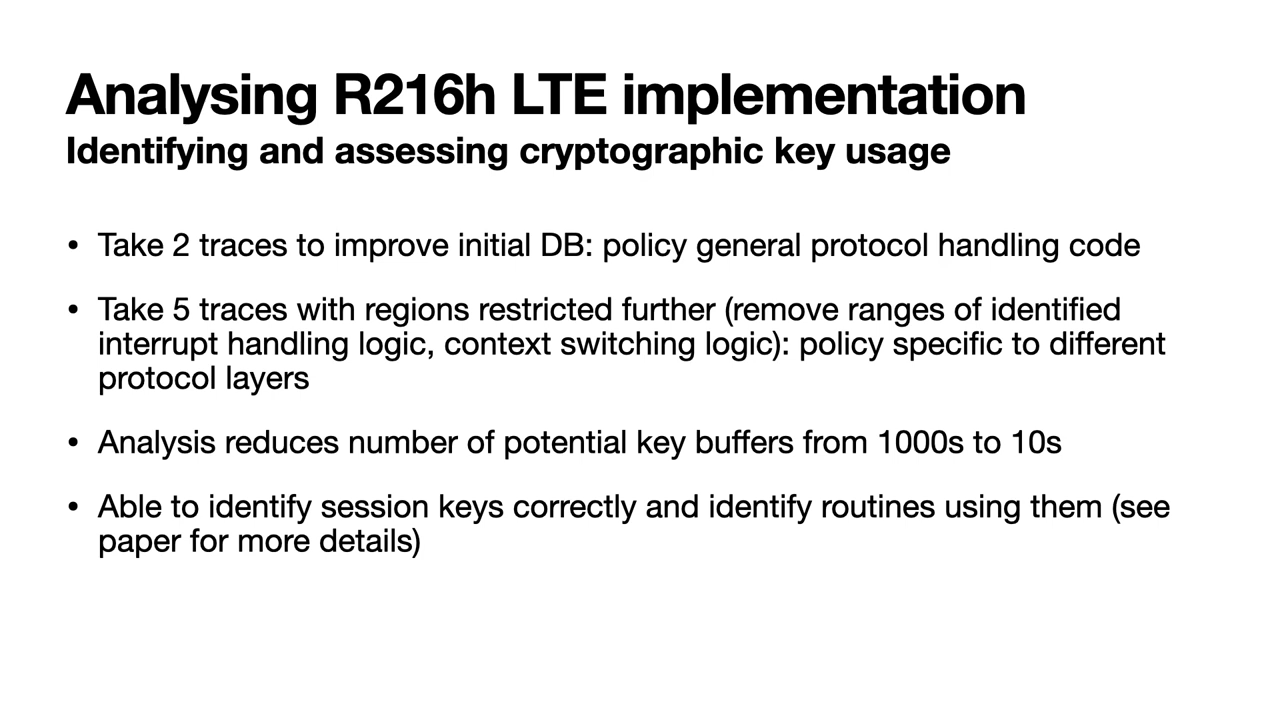 Analysing R216h LTE implementation
Identifying and assessing cryptographic key usage
• Take 2 traces to improve initial DB: policy general protocol handling code
• Take 5 traces with regions restricted further (remove ranges of identified
interrupt handling logic, context switching logic): policy specific to different
protocol layers
• Analysis reduces number of potential key buffers from 1000s to 10s
• Able to identify session keys correctly and identify routines using them (see
paper for more details)